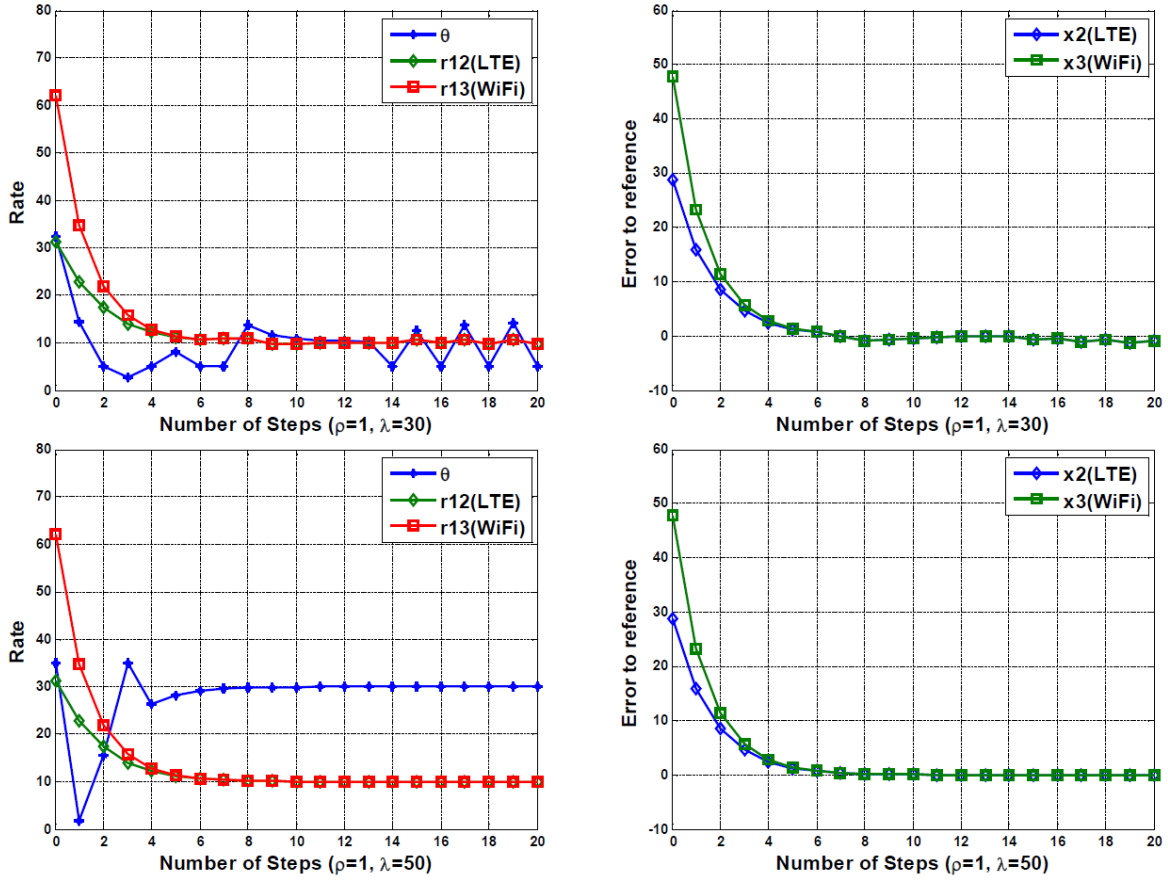 80
70
60
50
40
30
20
10
0
Rate
θ
r12(LTE)
r13(WiFi)
0 2 4 6 8 10 12 14 16 18 20
Number of Steps (ρ=1, λ=30)
60
50
40
30
20
10
0
-10
Error to reference
x2(LTE)
x3(WiFi)
0 2 4 6 8 10 12 14 16 18 20
Number of Steps (ρ=1, λ=30)
80
70
60
50
40
30
20
10
0
Rate
θ
r12(LTE)
r13(WiFi)
0 2 4 6 8 10 12 14 16 18 20
Number of Steps (ρ=1, λ=50)
60
50
40
30
20
10
0
-10
Error to reference
x2(LTE)
x3(WiFi)
0 2 4 6 8 10 12 14 16 18 20
Number of Steps (ρ=1, λ=50)